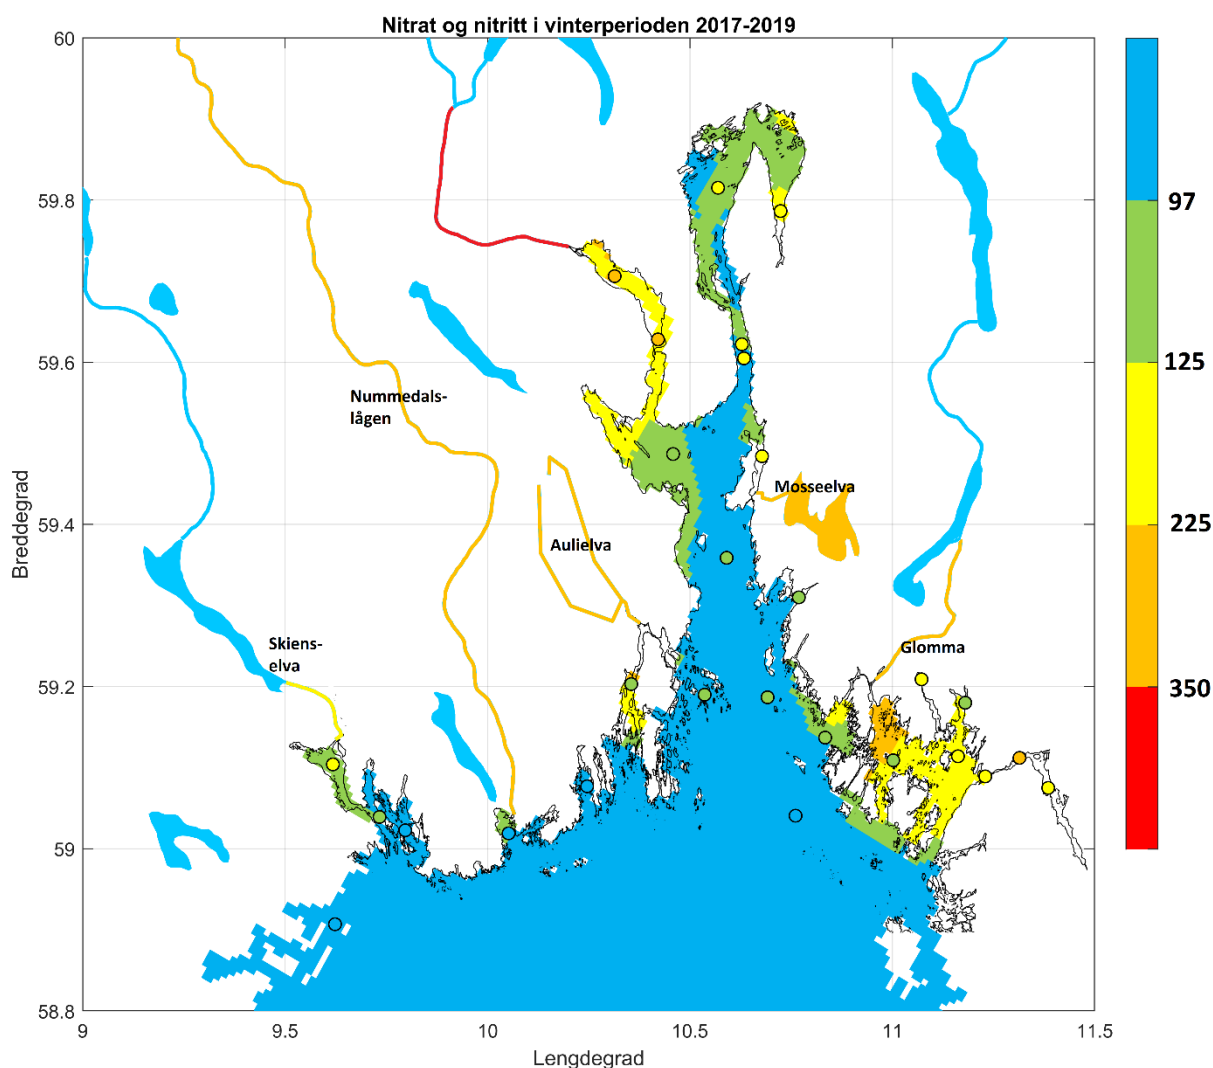 Nitrat og nitritt i vinterperioden 2017-2019
60
59.8
59.6
59.4
59.2
59
58.8
Breddegrad
9
9.5
10
10.5
11
11.5
Lengdegrad
Nummedals-
lågen
Mosseelva
Aulielva
Glomma
Skiens-
elva
97
125
225
350